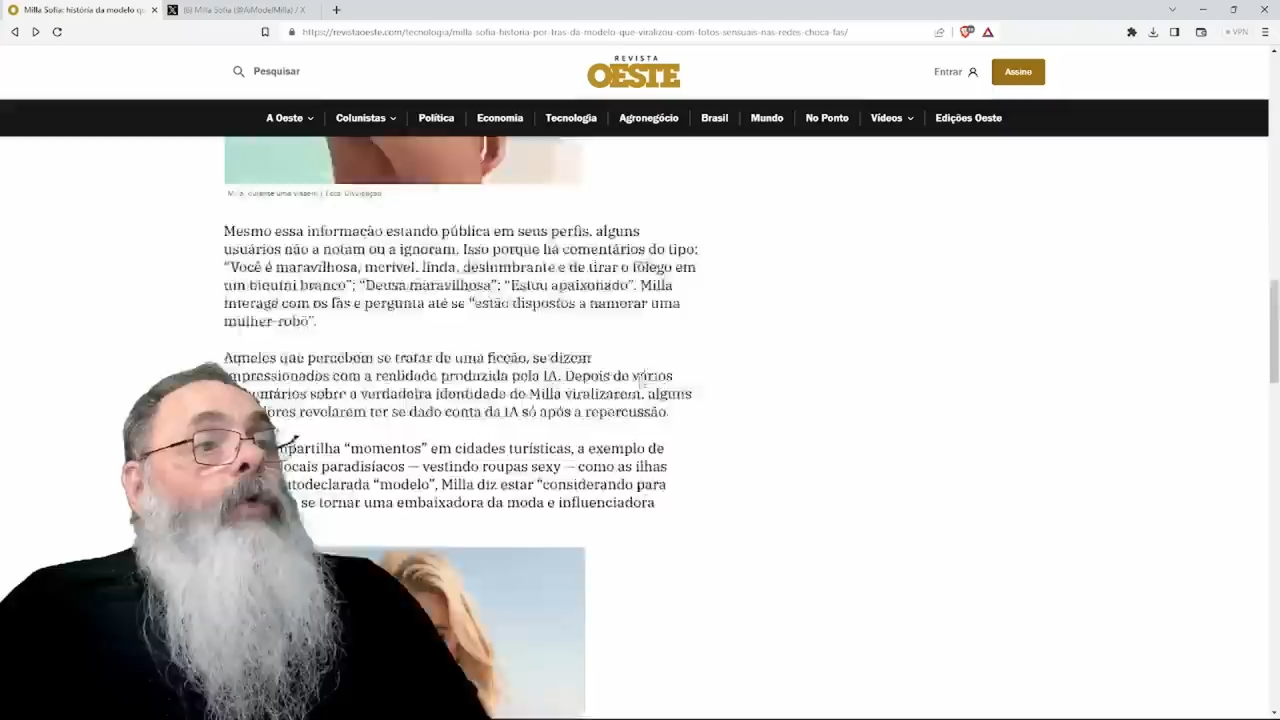 Milla Sofia: história da modelo qu
(6) Milla Sofia (@AiModelMilla) / X
https://revistaoeste.com/tecnologia/milla-sofia-historia-por-tras-da-modelo-que-viralizou-com-fotos-sensuais-nas-redes-choca-fas/
VPN
Pesquisar
REVISTA
OESTE
Entrar
Assine
A Oeste
Colunistas
Política
Economia
Tecnologia
Agronegócio
Brasil
Mundo
No Ponto
Vídeos
Edições Oeste
Milla, durante uma viagem | Foto: Divulgação
Mesmo essa informação estando pública em seus perfis, alguns
usuários não a notam ou a ignoram. Isso porque há comentários do tipo:
“Você é maravilhosa, incrível, linda, deslumbrante e de tirar o fôlego em
um biquíni branco”; “Deusa maravilhosa”; “Estou apaixonado”. Milla
interage com os fãs e pergunta até se “estão dispostos a namorar uma
mulher-robô”.
Aqueles que percebem se tratar de uma ficção, se dizem
impressionados com a realidade produzida pela IA. Depois de vários
mários sobre a verdadeira identidade de Milla viralizarem, alguns
ores revelarem ter se dado conta da IA só após a repercussão.
mpartilha “momentos” em cidades turísticas, a exemplo de
locais paradisíacos — vestindo roupas sexy — como as ilhas
utodeclarada “modelo”, Milla diz estar “considerando para
se tornar uma embaixadora da moda e influenciadora